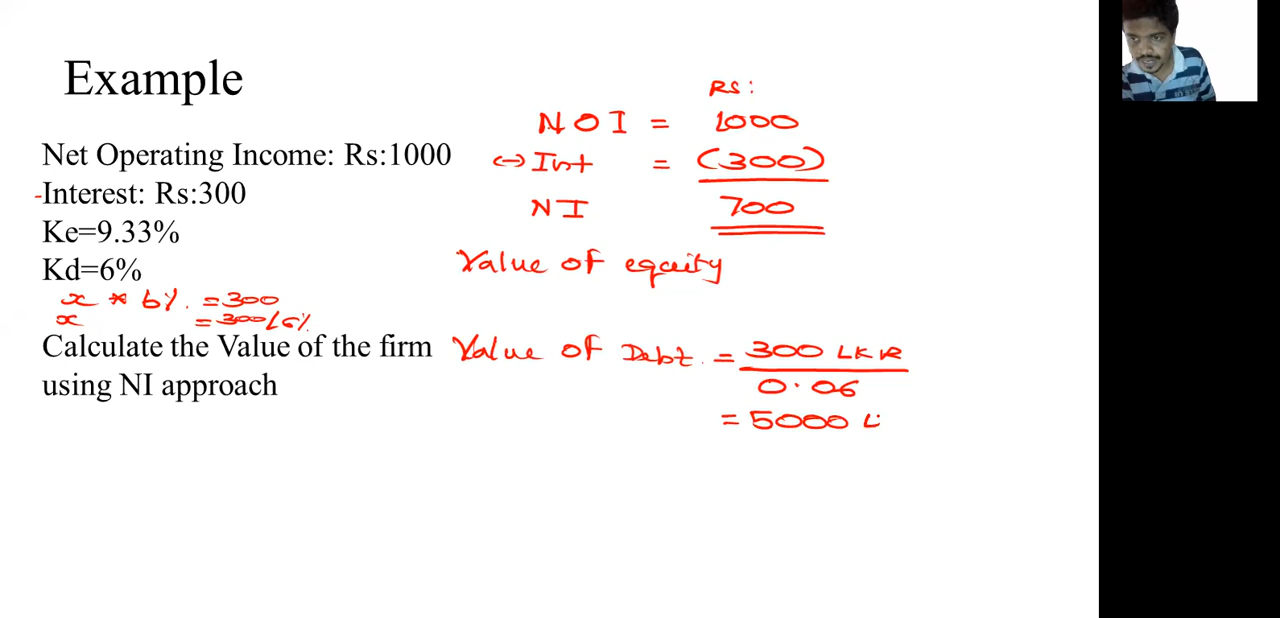 Example
Net Operating Income: Rs:1000
-Interest: Rs:300
Ke=9.33%
Kd=6%
x * 6% = 300
x = 300/6%
Calculate the Value of the firm
using NI approach
RS:
NOI = 1000
(-) Int = (300)
NI 700
Value of equity
Value of Debt. = 300 LKR
0.06
= 5000 L